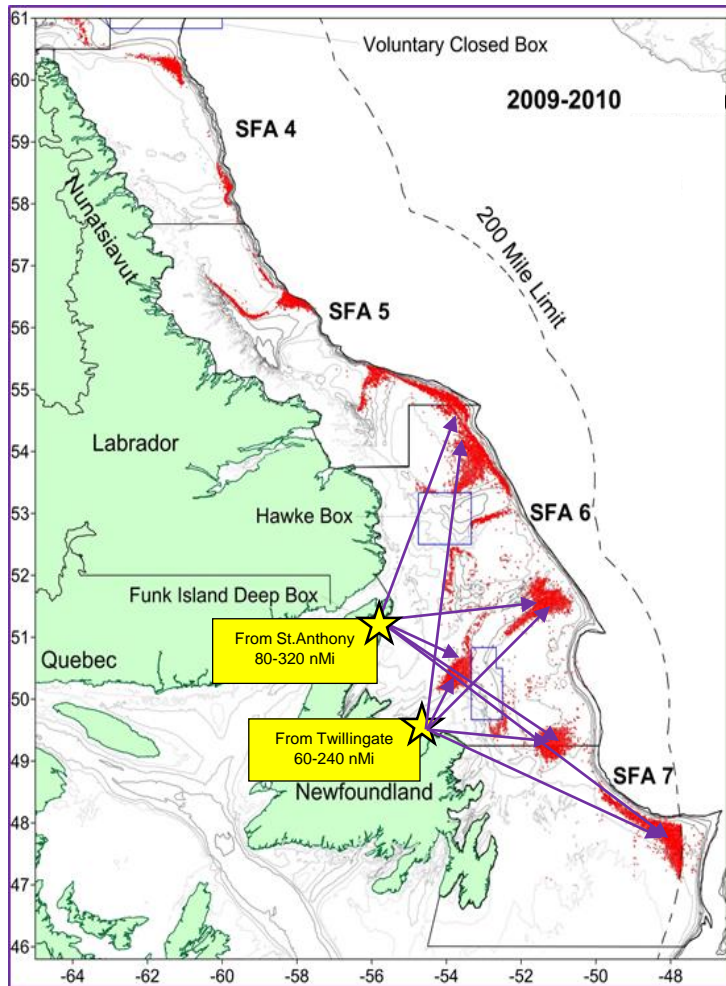 61
60
59
58
57
56
55
54
53
52
51
50
49
48
47
46
Voluntary Closed Box
2009-2010
SFA 4
Nunatsiavut
200 Mile Limit
SFA 5
Labrador
Hawke Box
SFA 6
Funk Island Deep Box
From St.Anthony
80-320 nMi
Quebec
From Twillingate
60-240 nMi
SFA 7
Newfoundland
-64
-62
-60
-58
-56
-54
-52
-50
-48